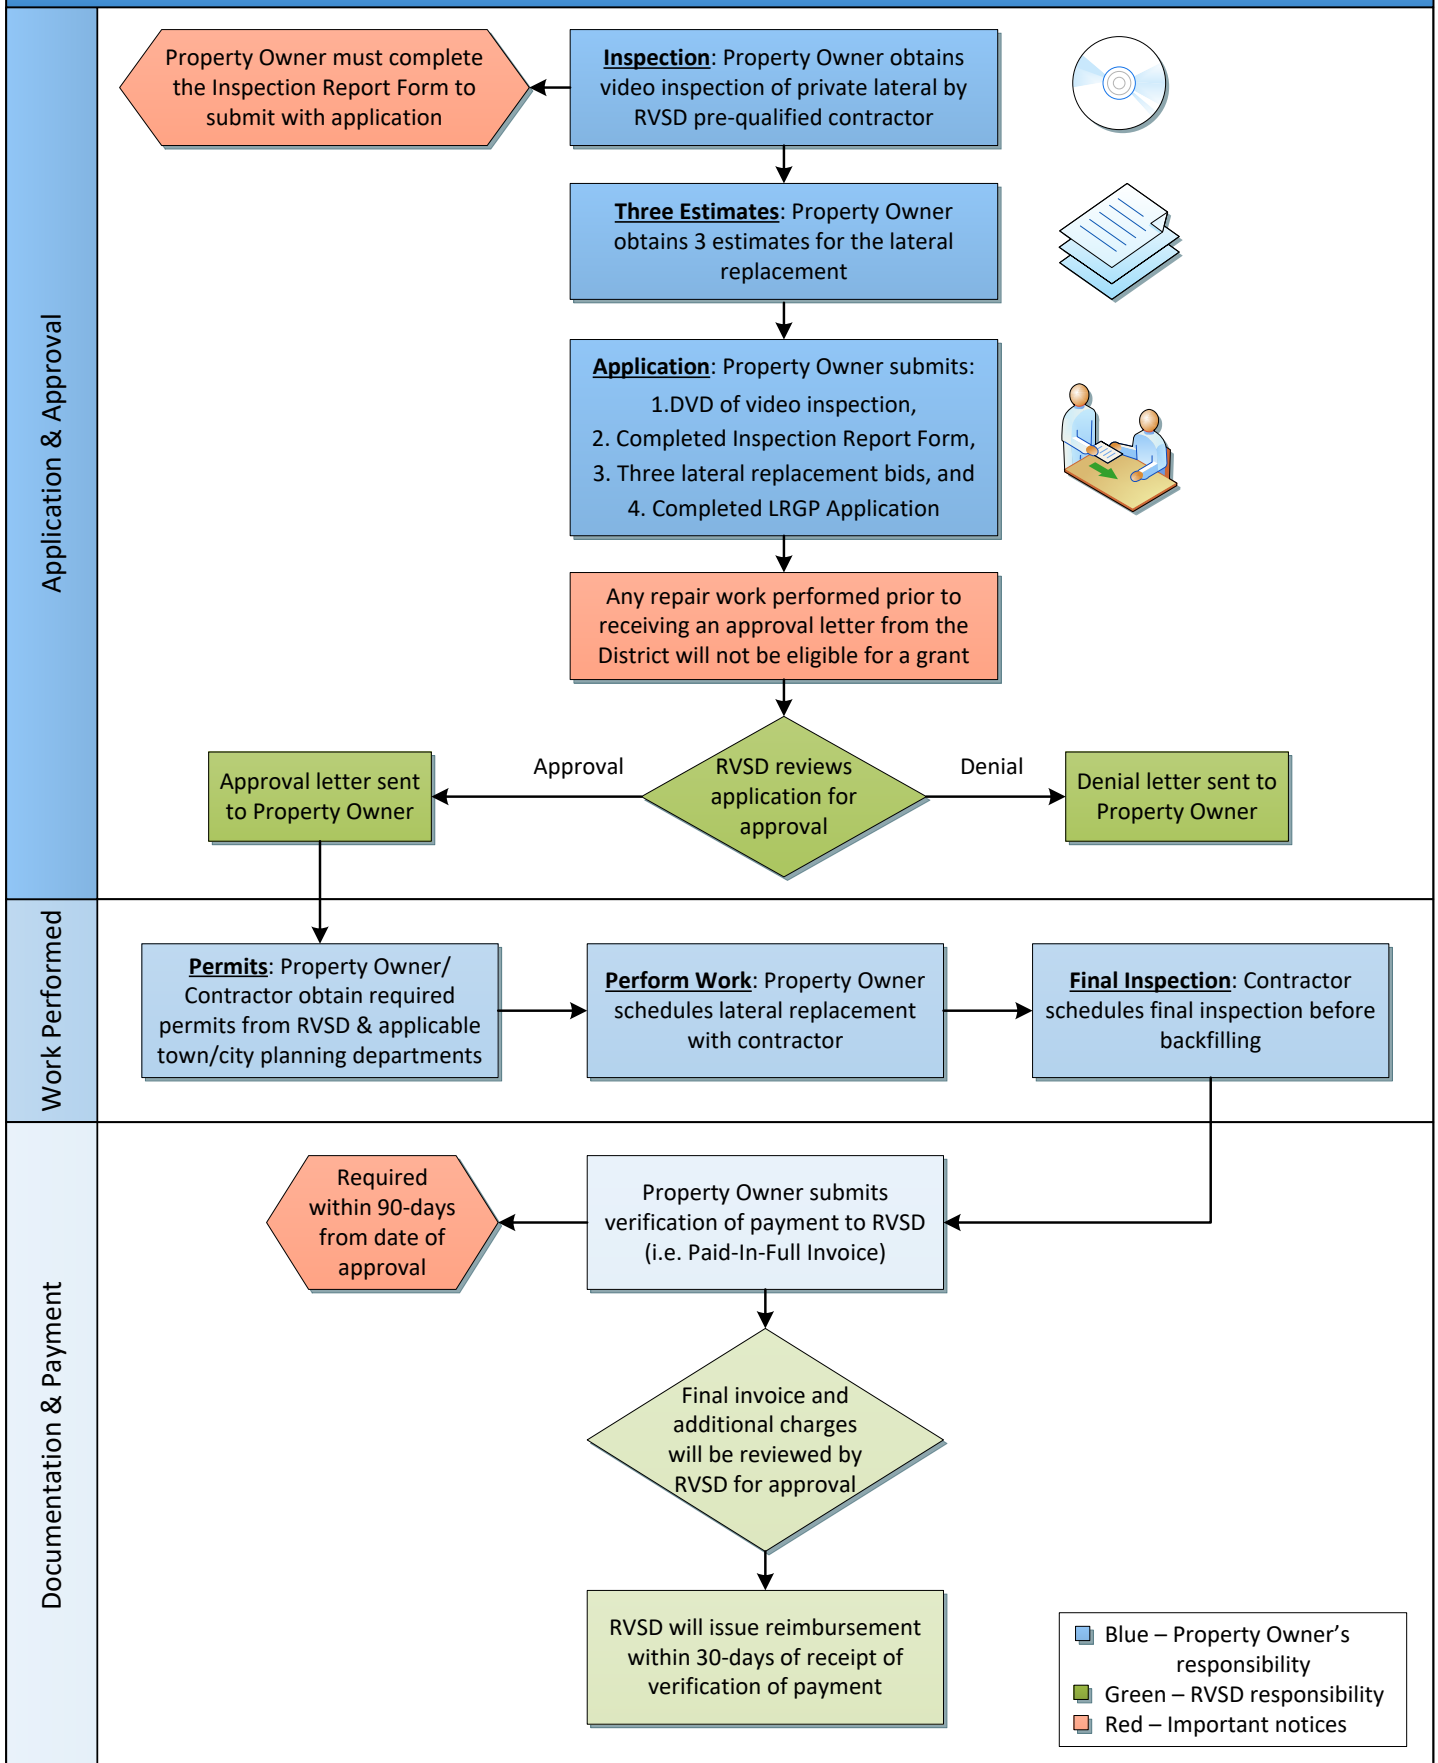 Application & Approval
Property Owner must complete
the Inspection Report Form to
submit with application
Inspection: Property Owner obtains
video inspection of private lateral by
RVSD pre-qualified contractor
Three Estimates: Property Owner
obtains 3 estimates for the lateral
replacement
Application: Property Owner submits:
1.DVD of video inspection,
2. Completed Inspection Report Form,
3. Three lateral replacement bids, and
4. Completed LRGP Application
Any repair work performed prior to
receiving an approval letter from the
District will not be eligible for a grant
RVSD reviews
application for
approval
Approval
Denial
Approval letter sent
to Property Owner
Denial letter sent to
Property Owner
Work Performed
Permits: Property Owner/
Contractor obtain required
permits from RVSD & applicable
town/city planning departments
Perform Work: Property Owner
schedules lateral replacement
with contractor
Final Inspection: Contractor
schedules final inspection before
backfilling
Documentation & Payment
Required
within 90-days
from date of
approval
Property Owner submits
verification of payment to RVSD
(i.e. Paid-In-Full Invoice)
Final invoice and
additional charges
will be reviewed by
RVSD for approval
RVSD will issue reimbursement
within 30-days of receipt of
verification of payment
Blue – Property Owner’s
responsibility
Green – RVSD responsibility
Red – Important notices